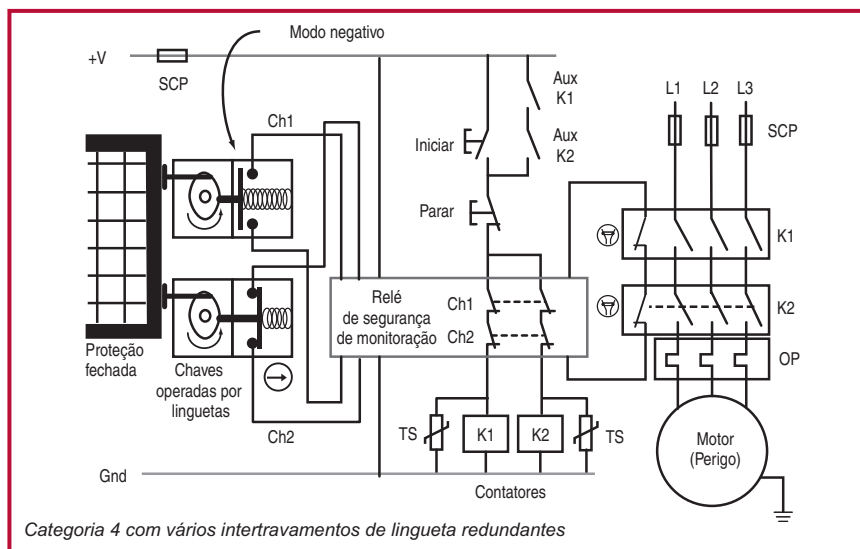 Modo negativo
+V
SCP
Ch1
Iniciar
Aux
K1
Aux
K2
L1 L2 L3
SCP
Parar
K1
K2
Relé
de segurança
de monitoração
Ch1
Ch2
OP
Proteção
fechada
Chaves
operadas por
linguetas
Ch2
TS
K1
K2
TS
Motor
(Perigo)
Gnd
Contatores
Categoria 4 com vários intertravamentos de lingueta redundantes